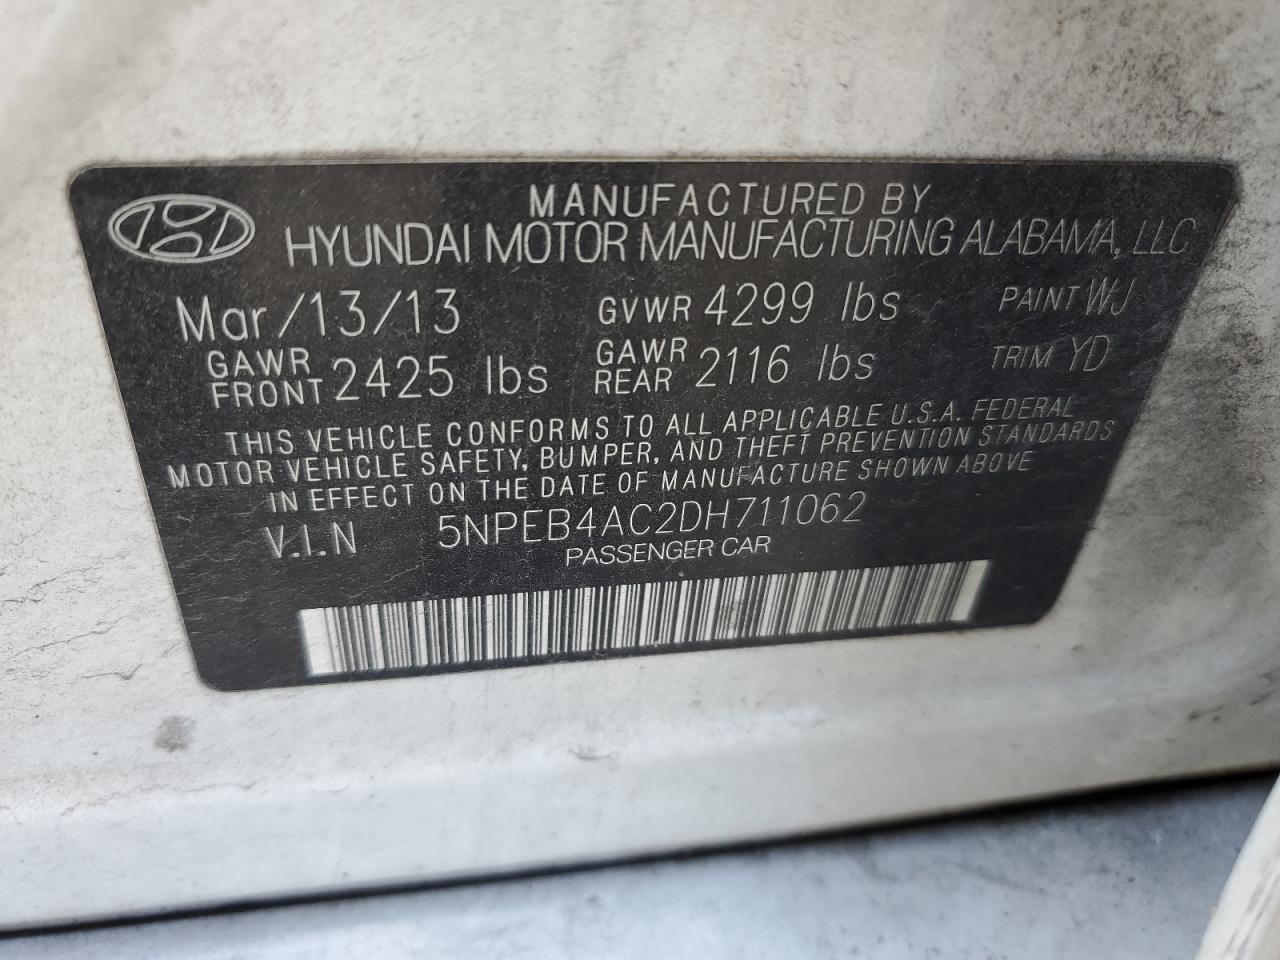 MANUFACTURED BY
HYUNDAI MOTOR MANUFACTURING ALABAMA, LLC
Mar/13/13 GVWR 4299 lbs PAINT WJ
GAWR FRONT 2425 lbs GAWR REAR 2116 lbs TRIM YD
THIS VEHICLE CONFORMS TO ALL APPLICABLE U.S.A. FEDERAL
MOTOR VEHICLE SAFETY, BUMPER, AND THEFT PREVENTION STANDARDS
IN EFFECT ON THE DATE OF MANUFACTURE SHOWN ABOVE
V.I.N 5NPEB4AC2DH711062
PASSENGER CAR